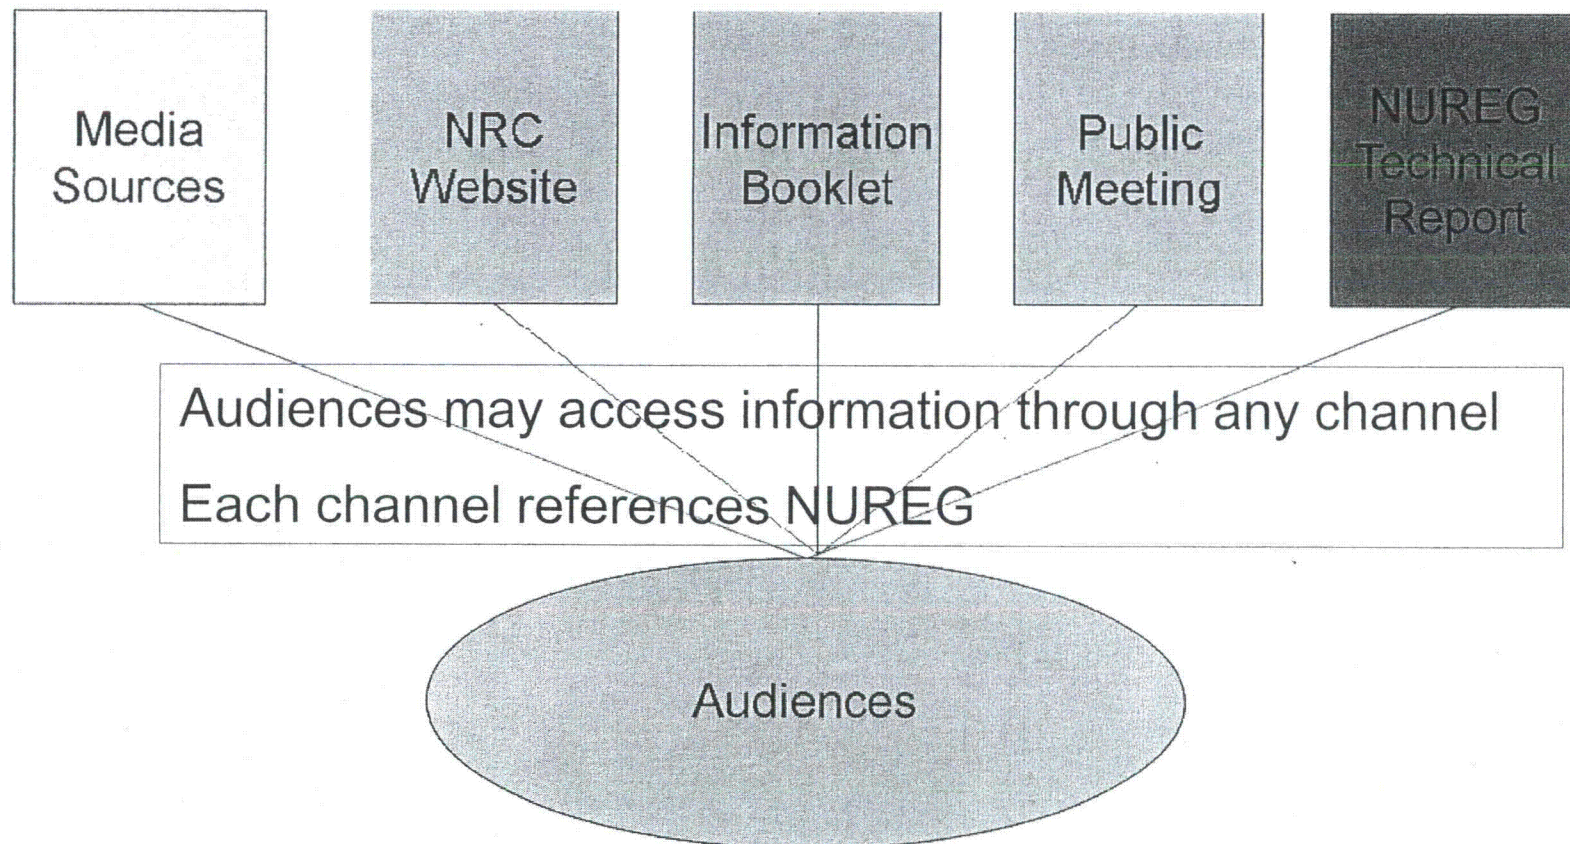 Media
Sources
NRC
Website
Information
Booklet
Public
Meeting
NUREG
Technical
Report
Audiences may access information through any channel
Each channel references NUREG
Audiences